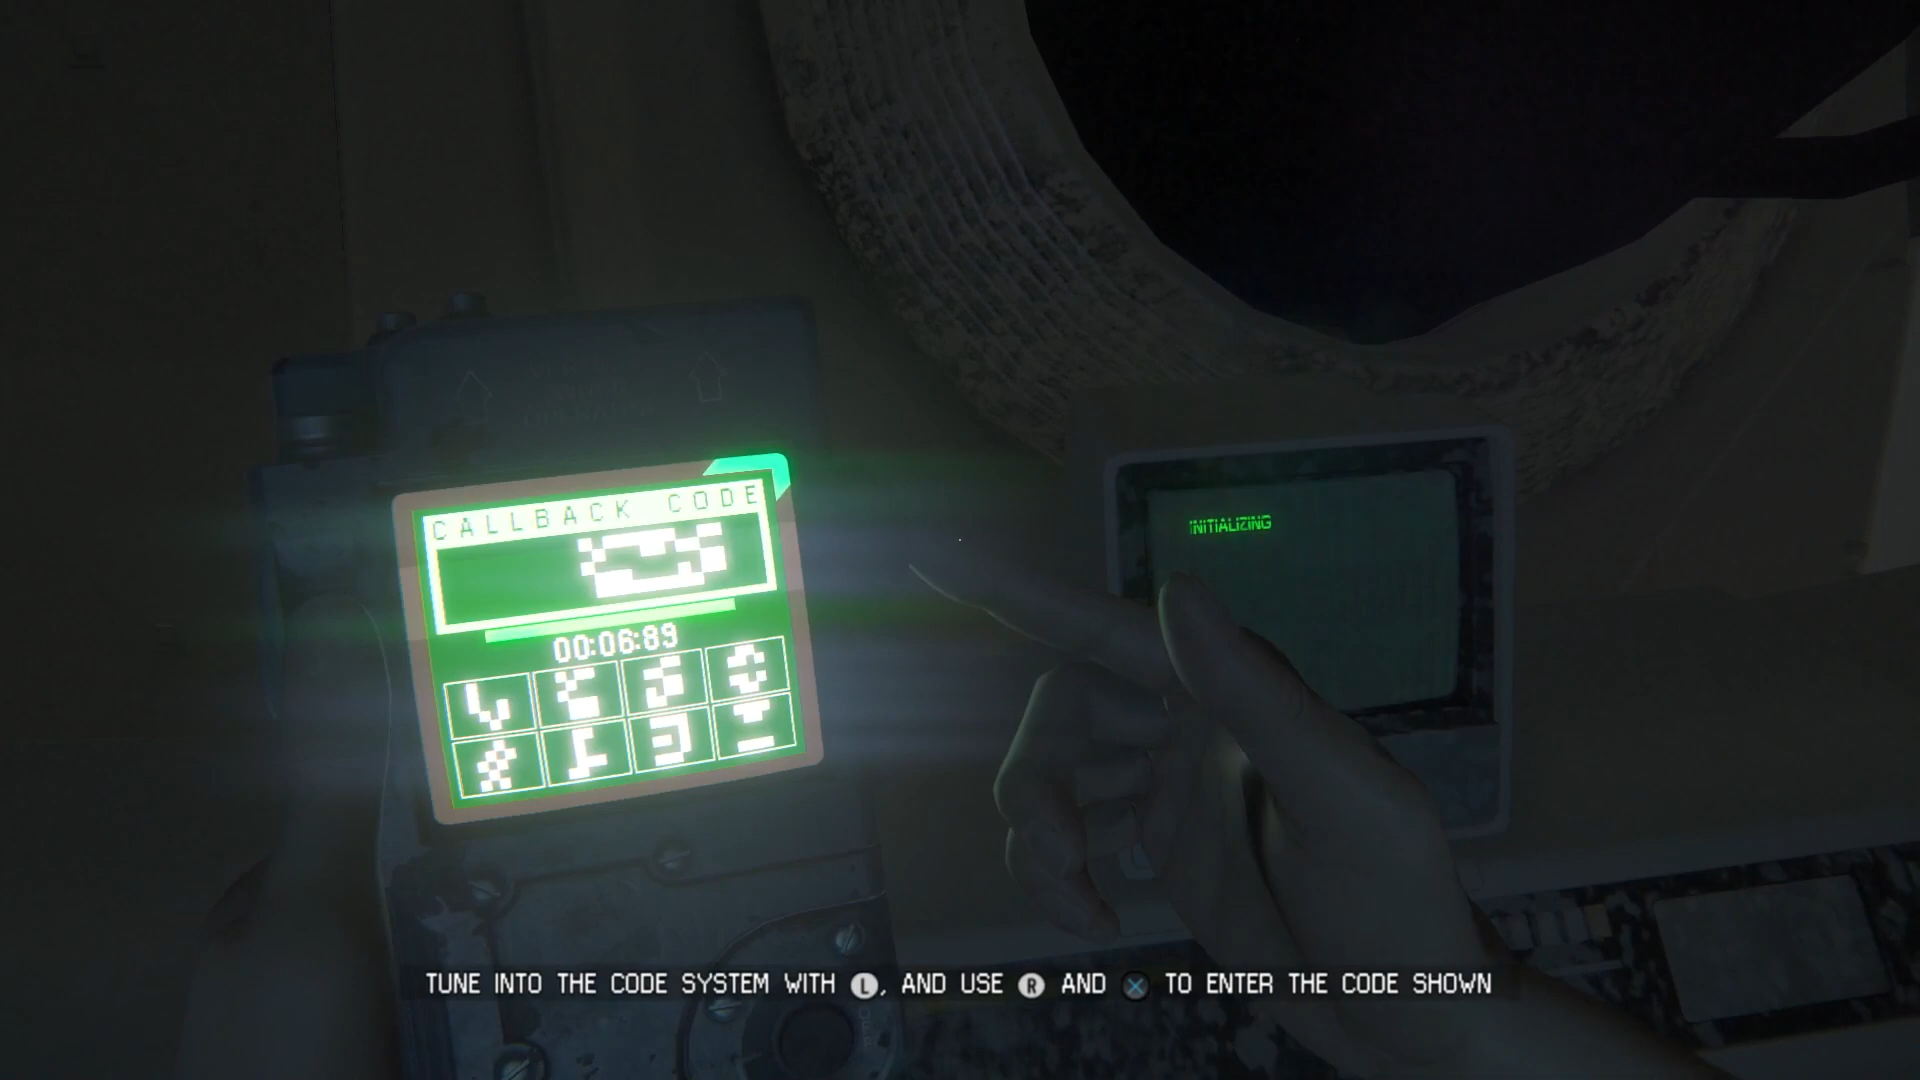 CALLBACK CODE
00:06:89
INITIALIZING
TUNE INTO THE CODE SYSTEM WITH L, AND USE R AND X TO ENTER THE CODE SHOWN